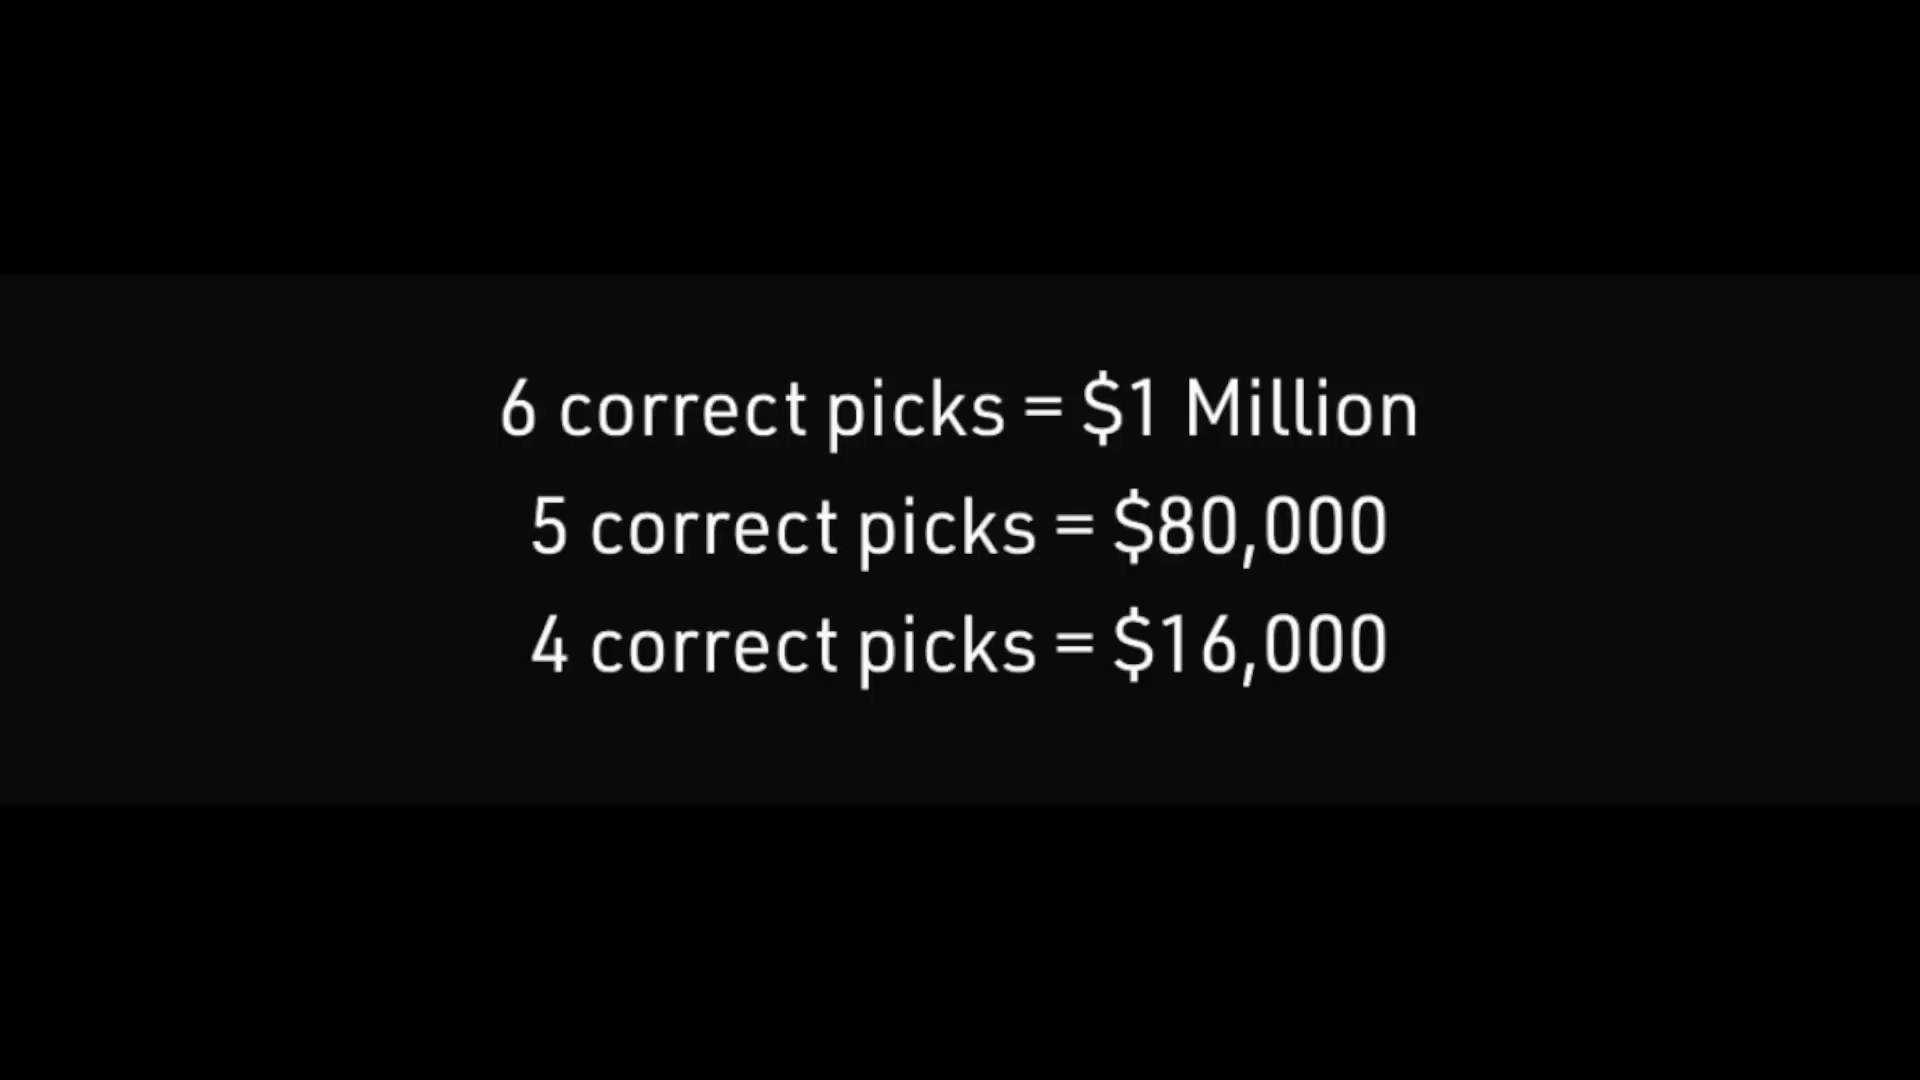 6 correct picks = $1 Million
5 correct picks = $80,000
4 correct picks = $16,000